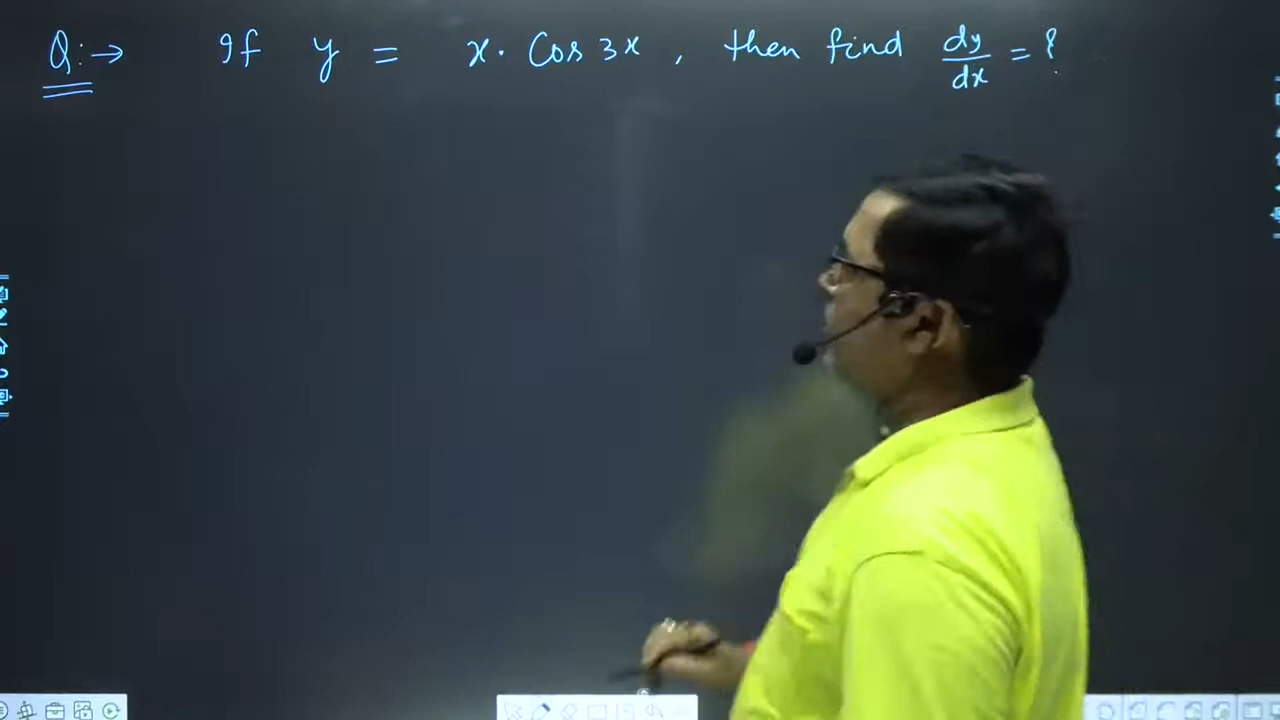 Q:→ If y = x. Cos 3x , then find dy/dx = ?